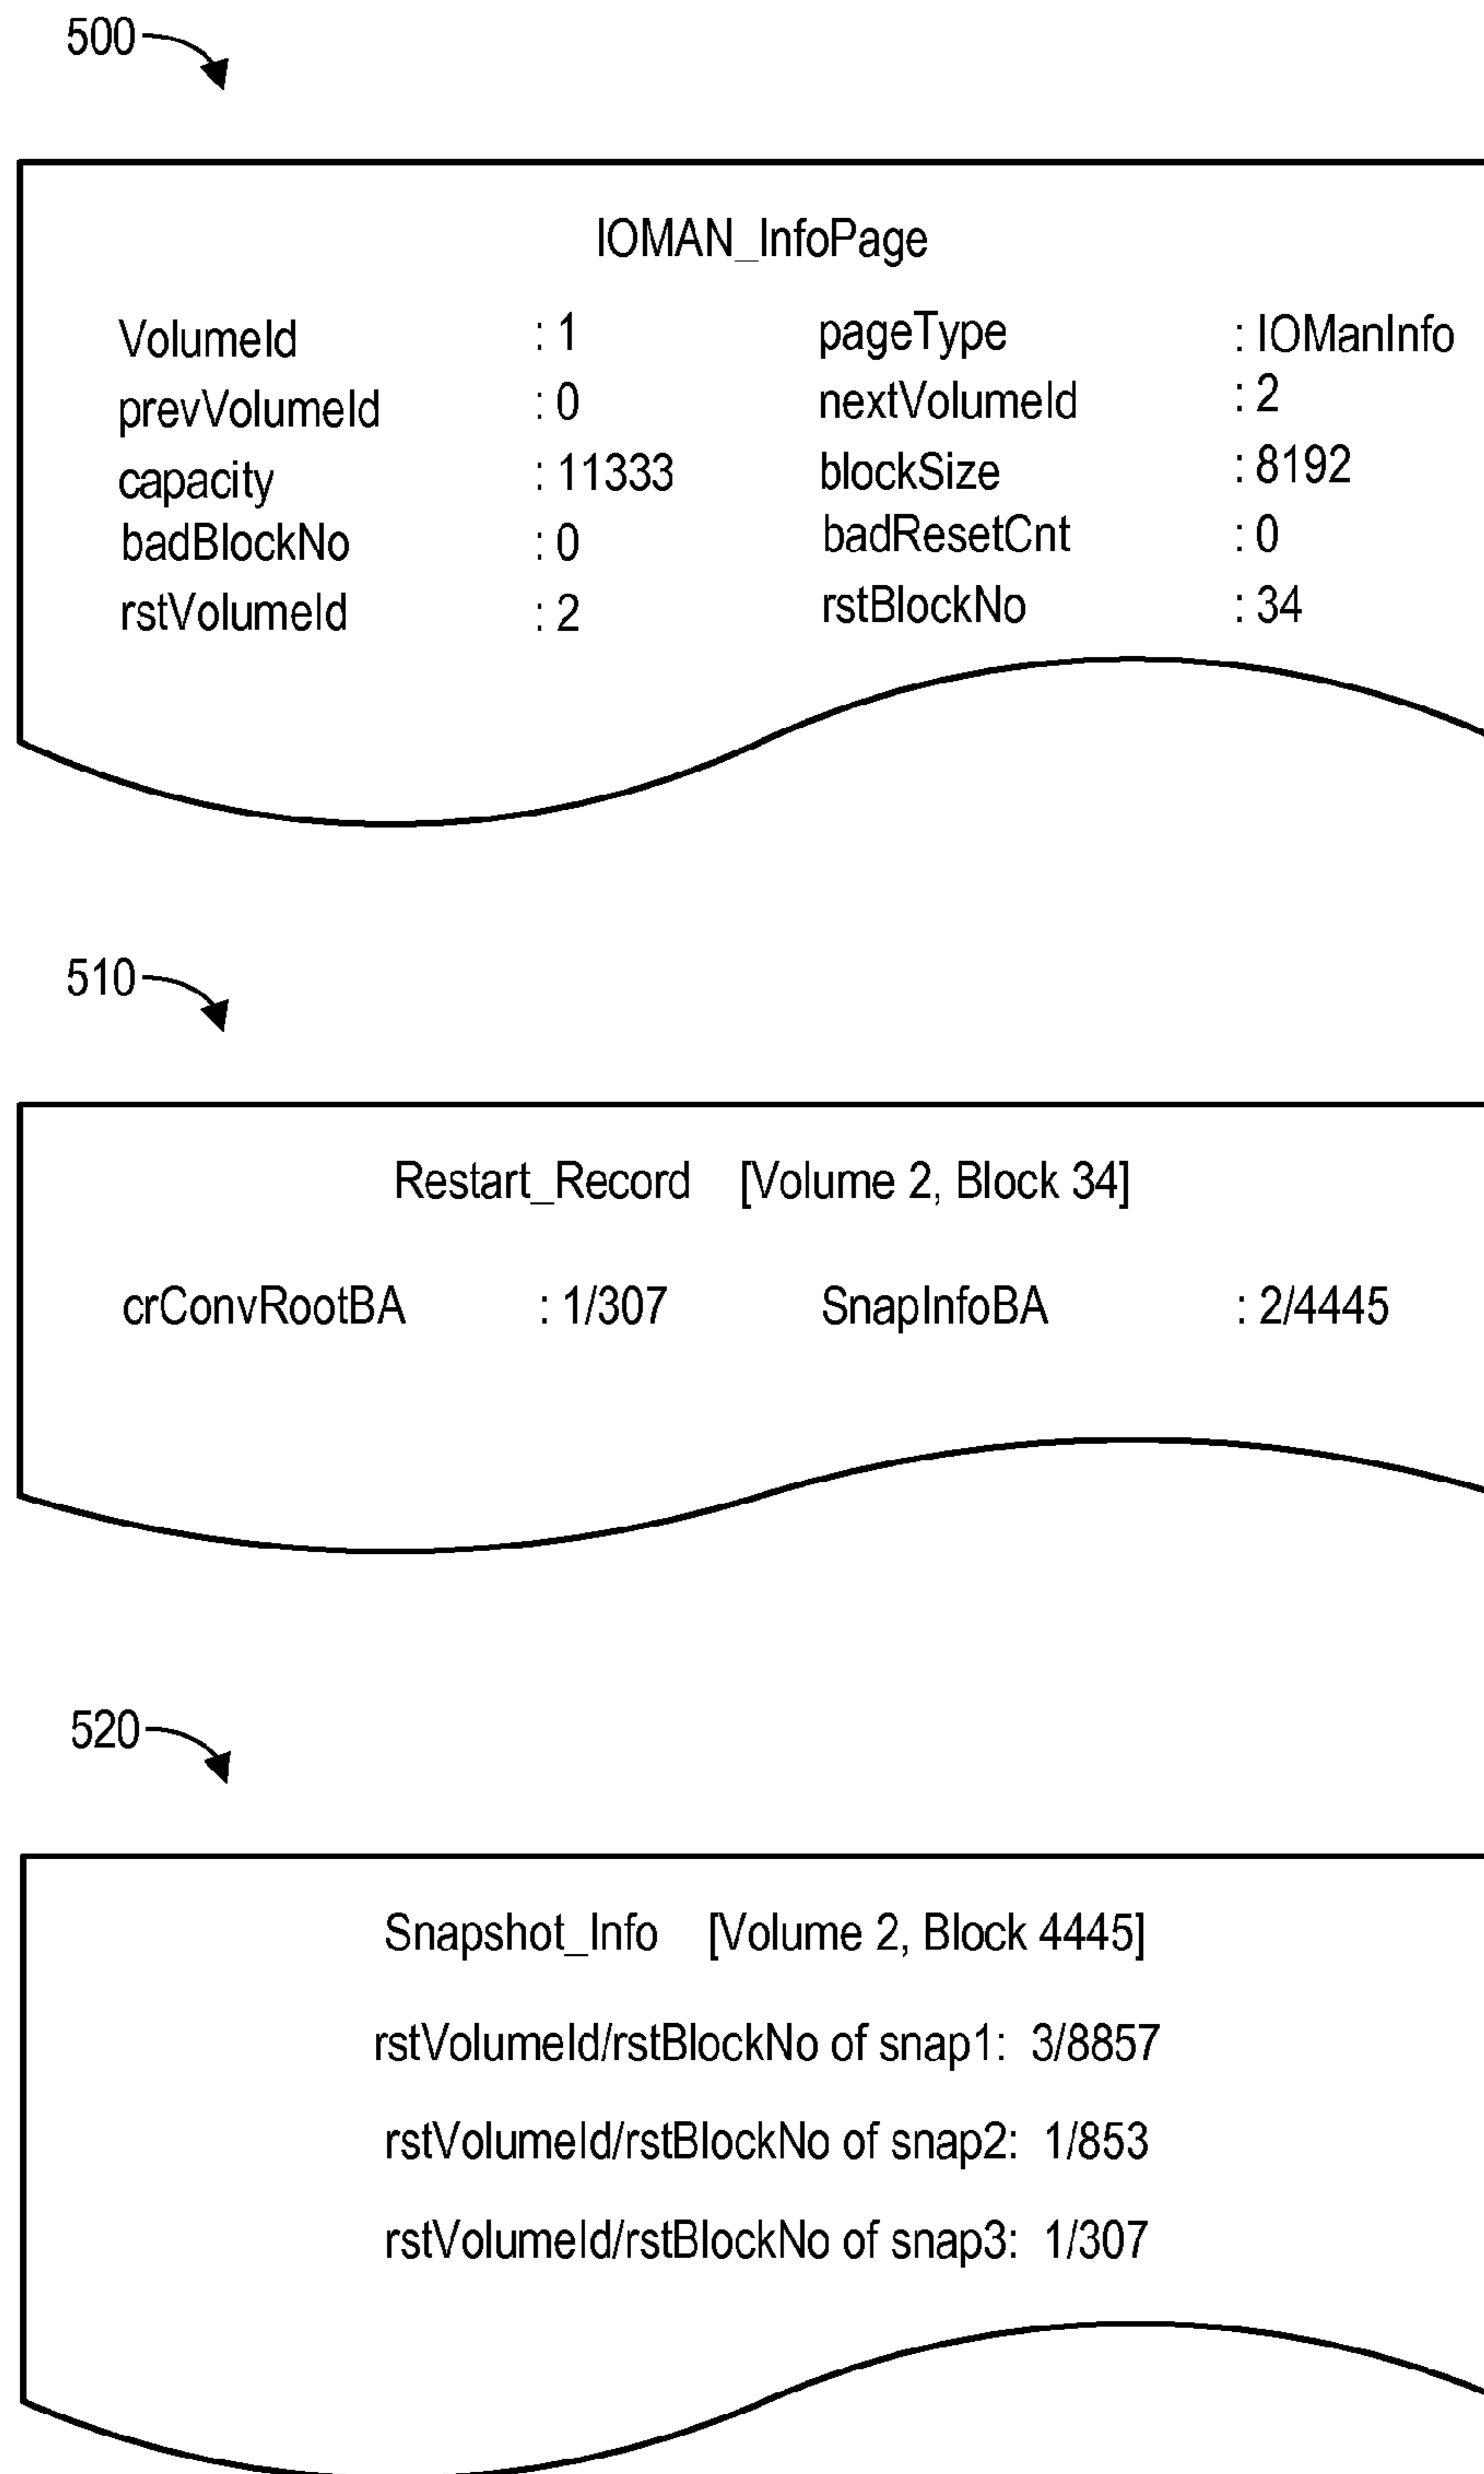 500
IOMAN_InfoPage
VolumeId : 1 pageType : IOManInfo
prevVolumeId : 0 nextVolumeId : 2
capacity : 11333 blockSize : 8192
badBlockNo : 0 badResetCnt : 0
rstVolumeId : 2 rstBlockNo : 34
510
Restart_Record [Volume 2, Block 34]
crConvRootBA : 1/307 SnapInfoBA : 2/4445
520
Snapshot_Info [Volume 2, Block 4445]
rstVolumeId/rstBlockNo of snap1: 3/8857
rstVolumeId/rstBlockNo of snap2: 1/853
rstVolumeId/rstBlockNo of snap3: 1/307